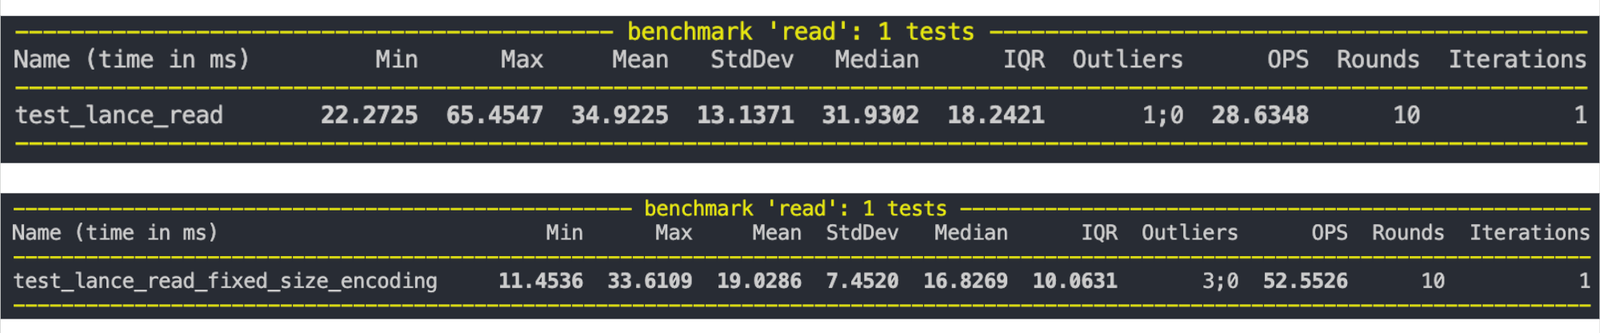 benchmark 'read': 1 tests
Name (time in ms) Min Max Mean StdDev Median IQR Outliers OPS Rounds Iterations
test_lance_read 22.2725 65.4547 34.9225 13.1371 31.9302 18.2421 1;0 28.6348 10 1
benchmark 'read': 1 tests
Name (time in ms) Min Max Mean StdDev Median IQR Outliers OPS Rounds Iterations
test_lance_read_fixed_size_encoding 11.4536 33.6109 19.0286 7.4520 16.8269 10.0631 3;0 52.5526 10 1